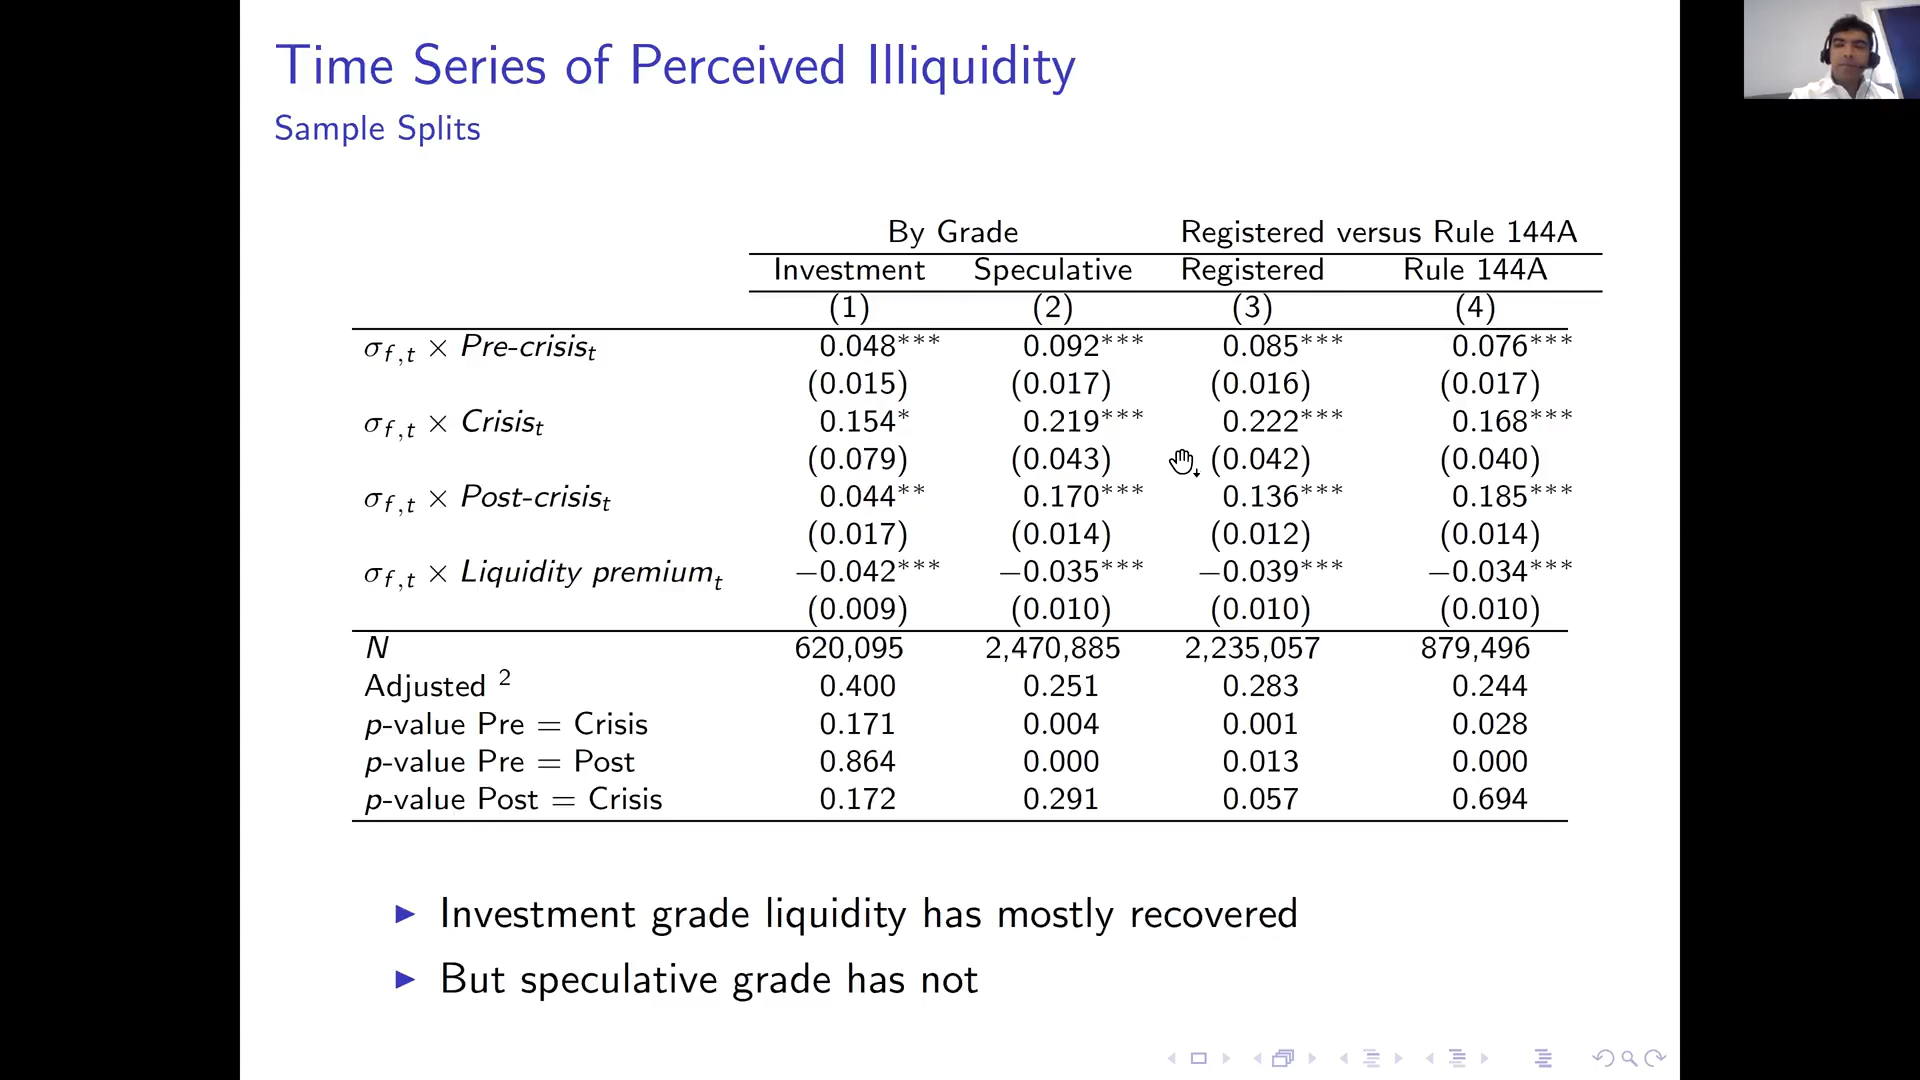 Time Series of Perceived Illiquidity
Sample Splits
By Grade Registered versus Rule 144A
Investment Speculative Registered Rule 144A
(1) (2) (3) (4)
σf,t × Pre-crisist 0.048*** 0.092*** 0.085*** 0.076***
(0.015) (0.017) (0.016) (0.017)
σf,t × Crisist 0.154* 0.219*** 0.222*** 0.168***
(0.079) (0.043) (0.042) (0.040)
σf,t × Post-crisist 0.044** 0.170*** 0.136*** 0.185***
(0.017) (0.014) (0.012) (0.014)
σf,t × Liquidity premiumt −0.042*** −0.035*** −0.039*** −0.034***
(0.009) (0.010) (0.010) (0.010)
N 620,095 2,470,885 2,235,057 879,496
Adjusted ² 0.400 0.251 0.283 0.244
p-value Pre = Crisis 0.171 0.004 0.001 0.028
p-value Pre = Post 0.864 0.000 0.013 0.000
p-value Post = Crisis 0.172 0.291 0.057 0.694
Investment grade liquidity has mostly recovered
But speculative grade has not